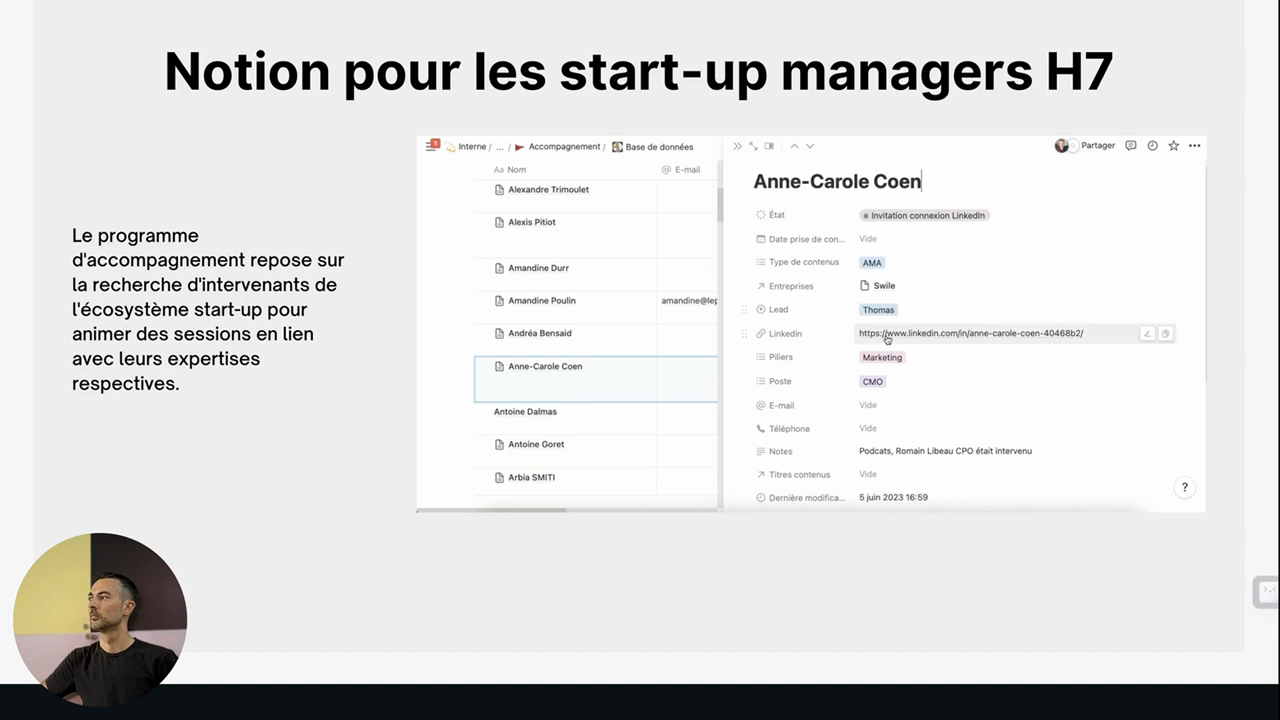 Notion pour les start-up managers H7
Le programme
d'accompagnement repose sur
la recherche d'intervenants de
l'écosystème start-up pour
animer des sessions en lien
avec leurs expertises
respectives.
1
Interne / ... / Accompagnement / Base de données
Aa Nom @ E-mail
Alexandre Trimoulet
Alexis Pitiot
Amandine Durr
Amandine Poulin amandine@lep
Andréa Bensaid
Anne-Carole Coen
Antoine Dalmas
Antoine Goret
Arbia SMITI
Partager
Anne-Carole Coen
État Invitation connexion LinkedIn
Date prise de con... Vide
Type de contenus AMA
Entreprises Swile
Lead Thomas
Linkedin https://www.linkedin.com/in/anne-carole-coen-40468b2/
Piliers Marketing
Poste CMO
@ E-mail Vide
Téléphone Vide
Notes Podcats, Romain Libeau CPO était intervenu
Titres contenus Vide
Dernière modifica... 5 juin 2023 16:59
?